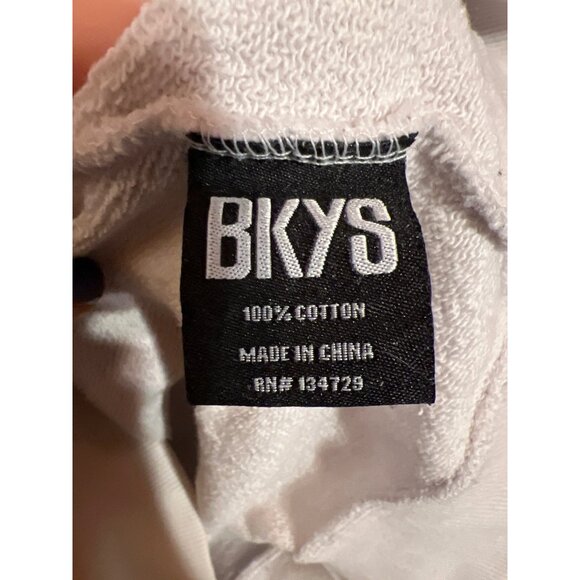 BKYS
100% COTTON
MADE IN CHINA
RN# 134729